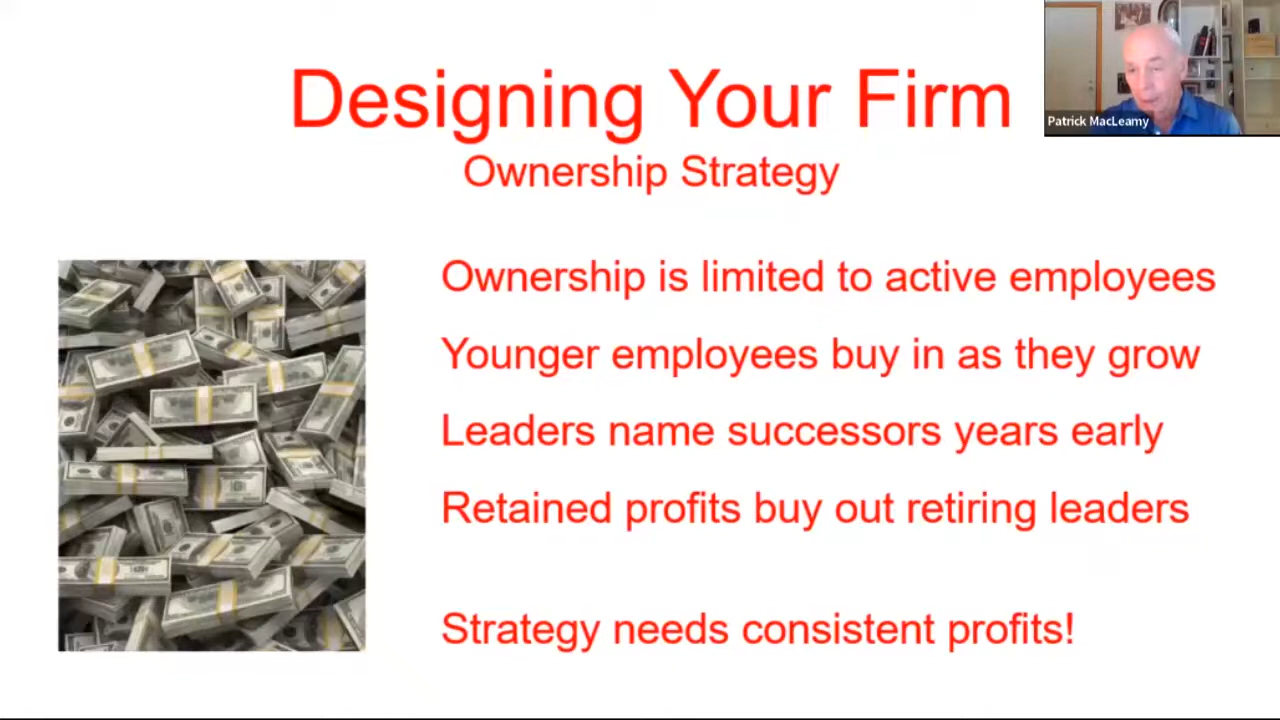 Designing Your Firm
Ownership Strategy
Patrick MacLeamy
Ownership is limited to active employees
Younger employees buy in as they grow
Leaders name successors years early
Retained profits buy out retiring leaders
Strategy needs consistent profits!